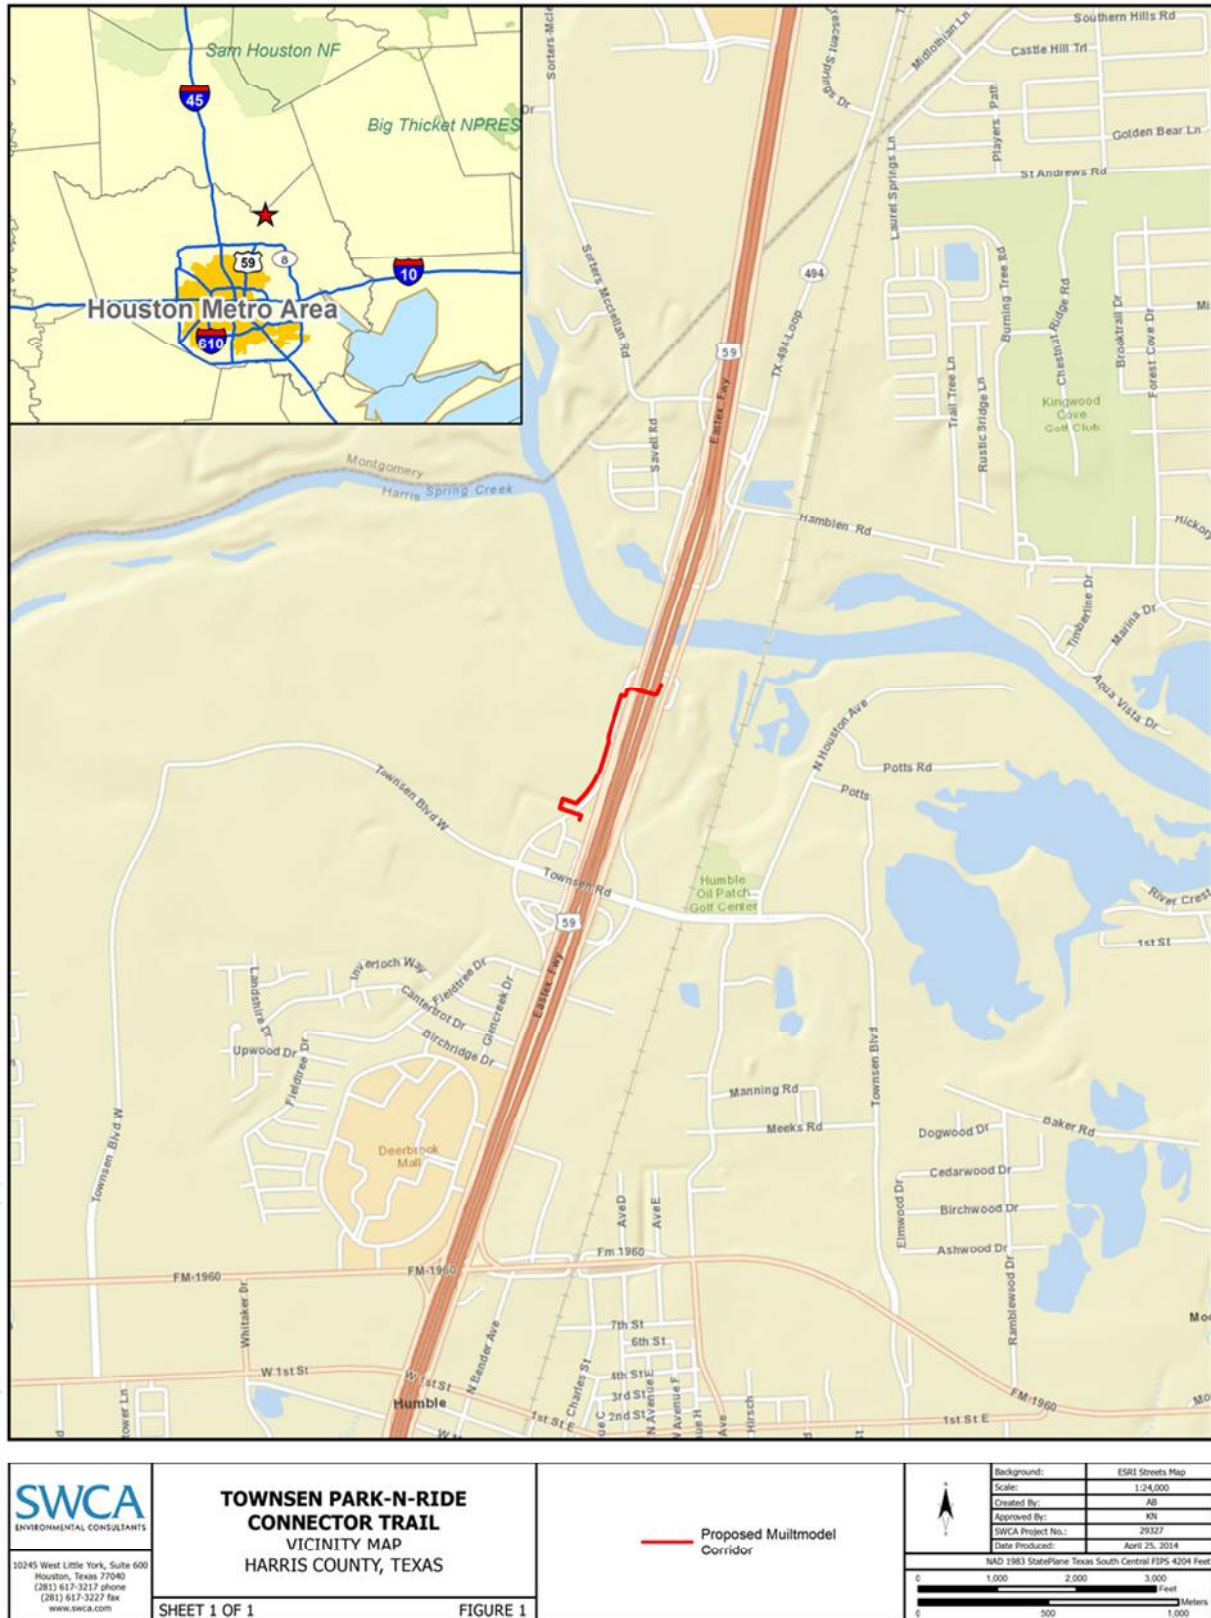 Sam Houston NF
45
Big Thicket NPRES
59
8
10
Houston Metro Area
610
Southern Hills Rd
Castle Hill Trl
Midlothian Ln
Players Path
Golden Bear Ln
St Andrews Rd
Laurel Springs Ln
494
Sorters Mcclellan Rd
TX-494-Loop
59
Eastex Fwy
Burning Tree Rd
Chestnut Ridge Rd
Brooktrail Dr
Forest Cove Dr
Trail Tree Ln
Rustic Bridge Ln
Kingwood
Cove
Golf Club
Savell Rd
Montgomery
Harris
Spring Creek
Hamblen Rd
Hickory
Timberline Dr
Marina Dr
Aqua Vista Dr
N Houston Ave
Potts Rd
Potts
Townsen Blvd W
Townsen Rd
Humble
Oil Patch
Golf Center
River Crest
1st St
59
Eastex Fwy
Inverloch Way
Fieldtree Dr
Landshire Dr
Cantertrot Dr
Glencreek Dr
Birchridge Dr
Upwood Dr
Fieldtree Dr
Townsen Blvd
Manning Rd
Meeks Rd
Dogwood Dr
Baker Rd
Cedarwood Dr
Birchwood Dr
Ashwood Dr
Elmwood Dr
Ramblewood Dr
Deerbrook
Mall
Townsen Blvd W
AveD
AveE
Fm 1960
FM-1960
FM-1960
Whitaker Dr
N Bender Ave
7th St
6th St
4th St
3rd St
2nd St
Charles St
N Avenue E
Hirsch
W 1st St
W 1st St
Humble
1st St E
1st St E
FM-1960
SWCA
ENVIRONMENTAL CONSULTANTS
10245 West Little York, Suite 600
Houston, Texas 77040
(281) 617-3217 phone
(281) 617-3227 fax
www.swca.com
TOWNSEN PARK-N-RIDE
CONNECTOR TRAIL
VICINITY MAP
HARRIS COUNTY, TEXAS
SHEET 1 OF 1 FIGURE 1
Proposed Muiltmodel
Corridor
Background: ESRI Streets Map
Scale: 1:24,000
Created By: AB
Approved By: KN
SWCA Project No.: 29327
Date Produced: April 25, 2014
NAD 1983 StatePlane Texas South Central FIPS 4204 Feet
0 1,000 2,000 3,000
Feet
Meters
0 500 1,000